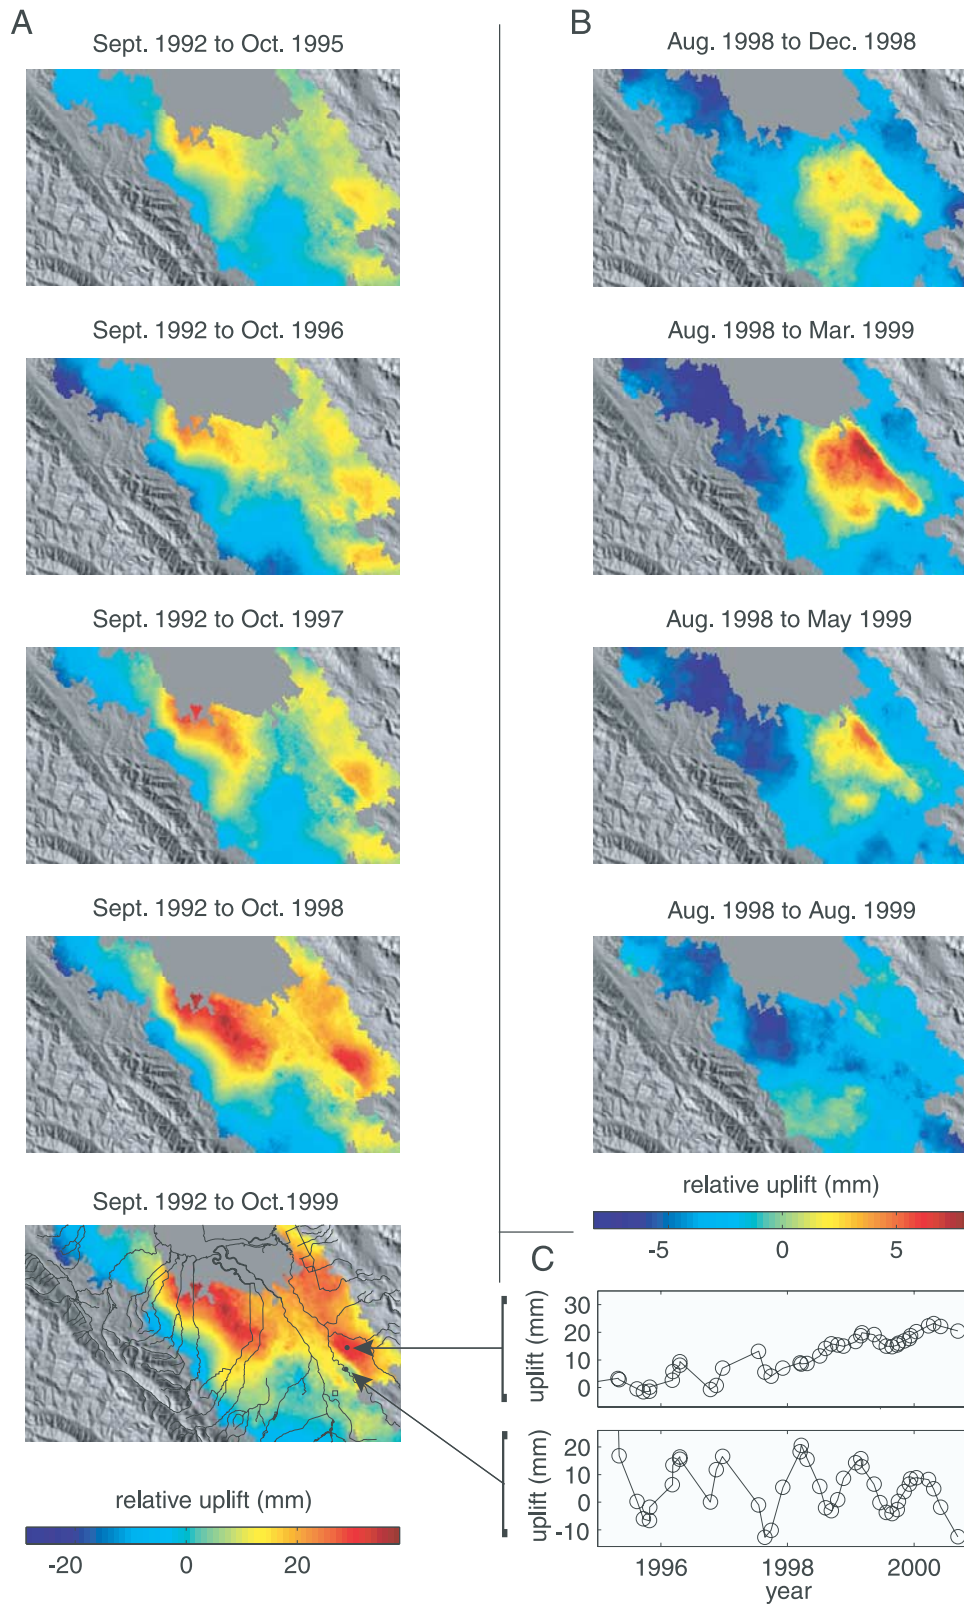 A
Sept. 1992 to Oct. 1995
Sept. 1992 to Oct. 1996
Sept. 1992 to Oct. 1997
Sept. 1992 to Oct. 1998
Sept. 1992 to Oct.1999
relative uplift (mm)
-20 0 20
B
Aug. 1998 to Dec. 1998
Aug. 1998 to Mar. 1999
Aug. 1998 to May 1999
Aug. 1998 to Aug. 1999
relative uplift (mm)
-5 0 5
C
uplift (mm)
30
20
10
0
uplift (mm)
20
10
0
-10
1996 1998 2000
year